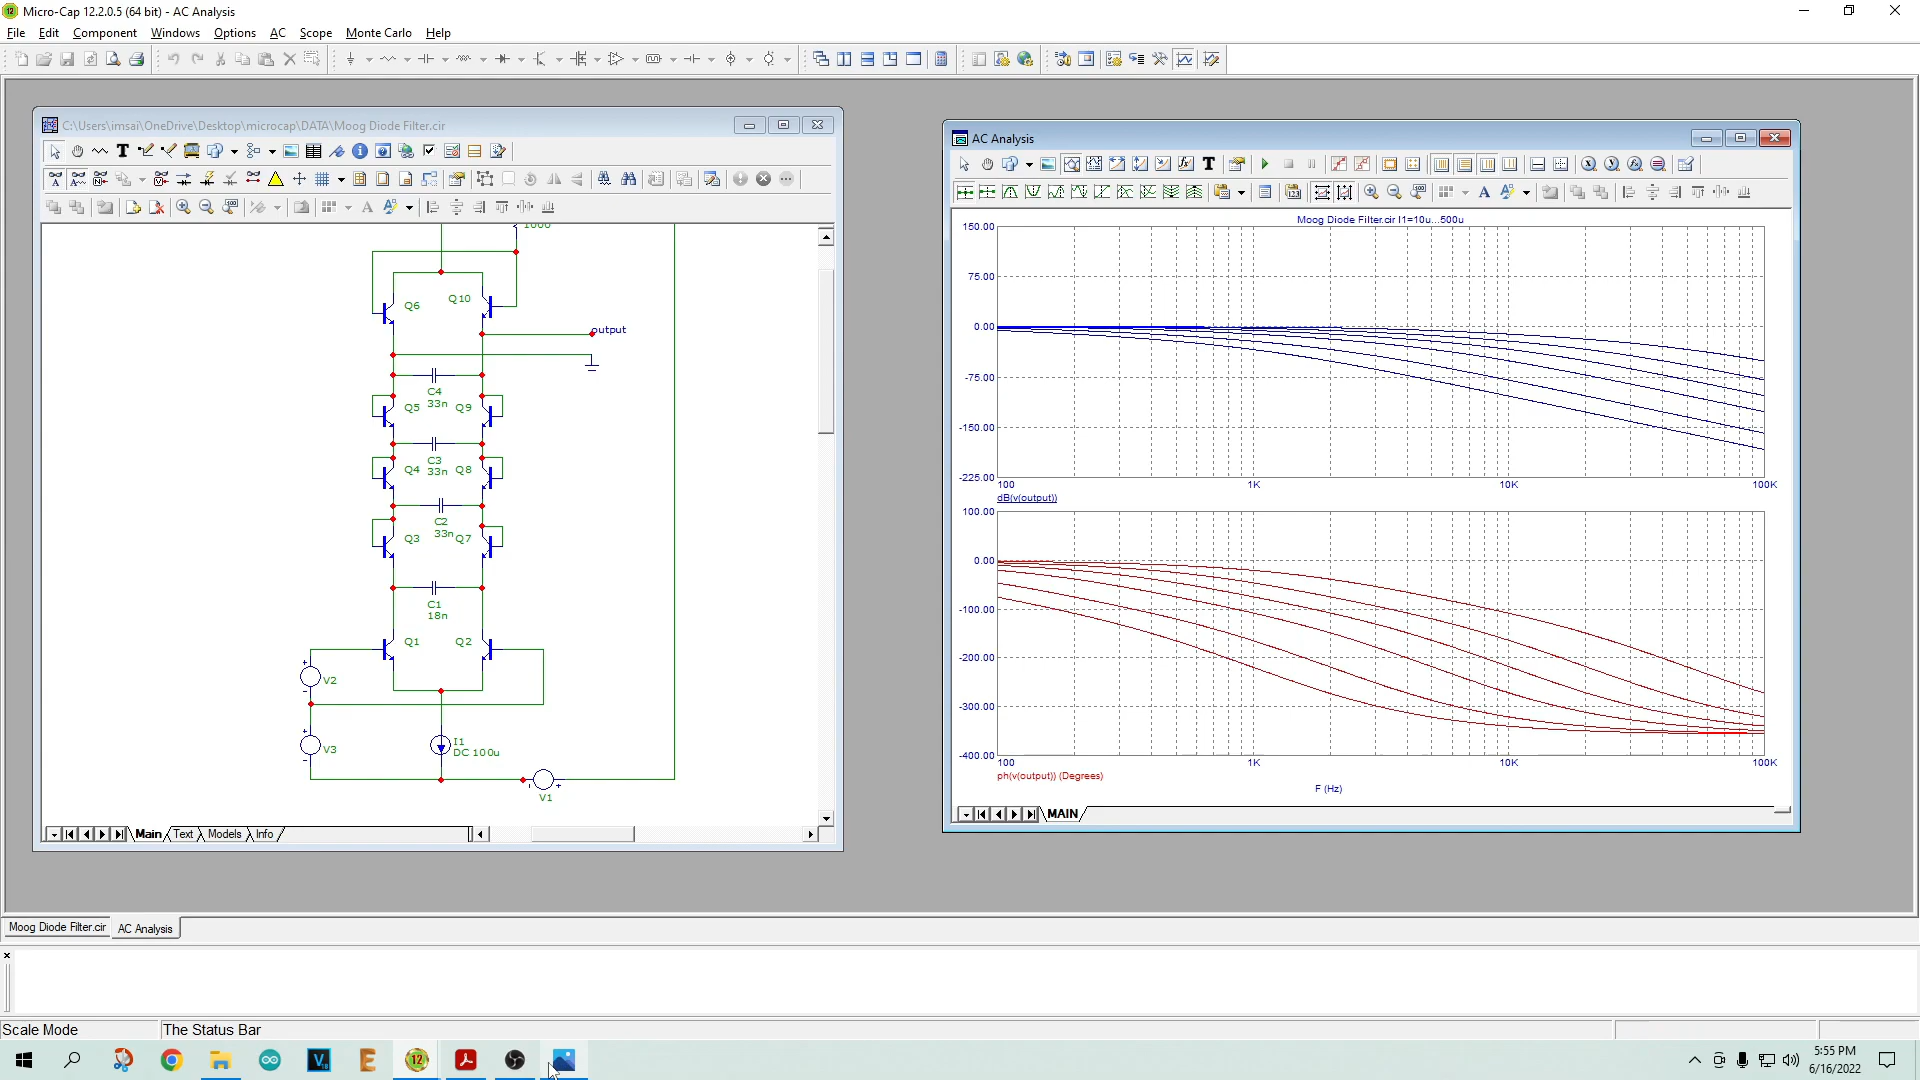 Micro-Cap 12.2.0.5 (64 bit) - AC Analysis
File Edit Component Windows Options AC Scope Monte Carlo Help
C:\Users\imsai\OneDrive\Desktop\microcap\DATA\Moog Diode Filter.cir
Q6 Q10
output
C4
33n
Q5 Q9
C3
33n
Q4 Q8
C2
33n
Q3 Q7
C1
18n
Q1 Q2
V2
V3
I1
DC 100u
V1
Main Text Models Info
AC Analysis
Moog Diode Filter.cir I1=10u...500u
150.00
75.00
0.00
-75.00
-150.00
-225.00
100 1K 10K 100K
dB(v(output))
100.00
0.00
-100.00
-200.00
-300.00
-400.00
100 1K 10K 100K
ph(v(output)) (Degrees)
F (Hz)
MAIN
Moog Diode Filter.cir AC Analysis
Scale Mode The Status Bar
5:55 PM
6/16/2022